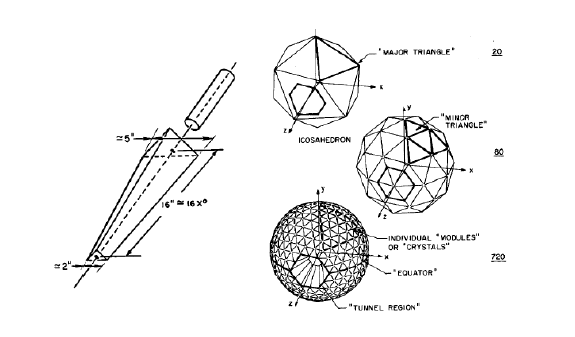 ≃5"
16" ≃ 16 X°
≃2"
"MAJOR TRIANGLE"
20
x
z
ICOSAHEDRON
y
"MINOR
TRIANGLE"
80
x
z
y
INDIVIDUAL "MODULES"
OR "CRYSTALS"
x
720
"EQUATOR"
z
"TUNNEL REGION"